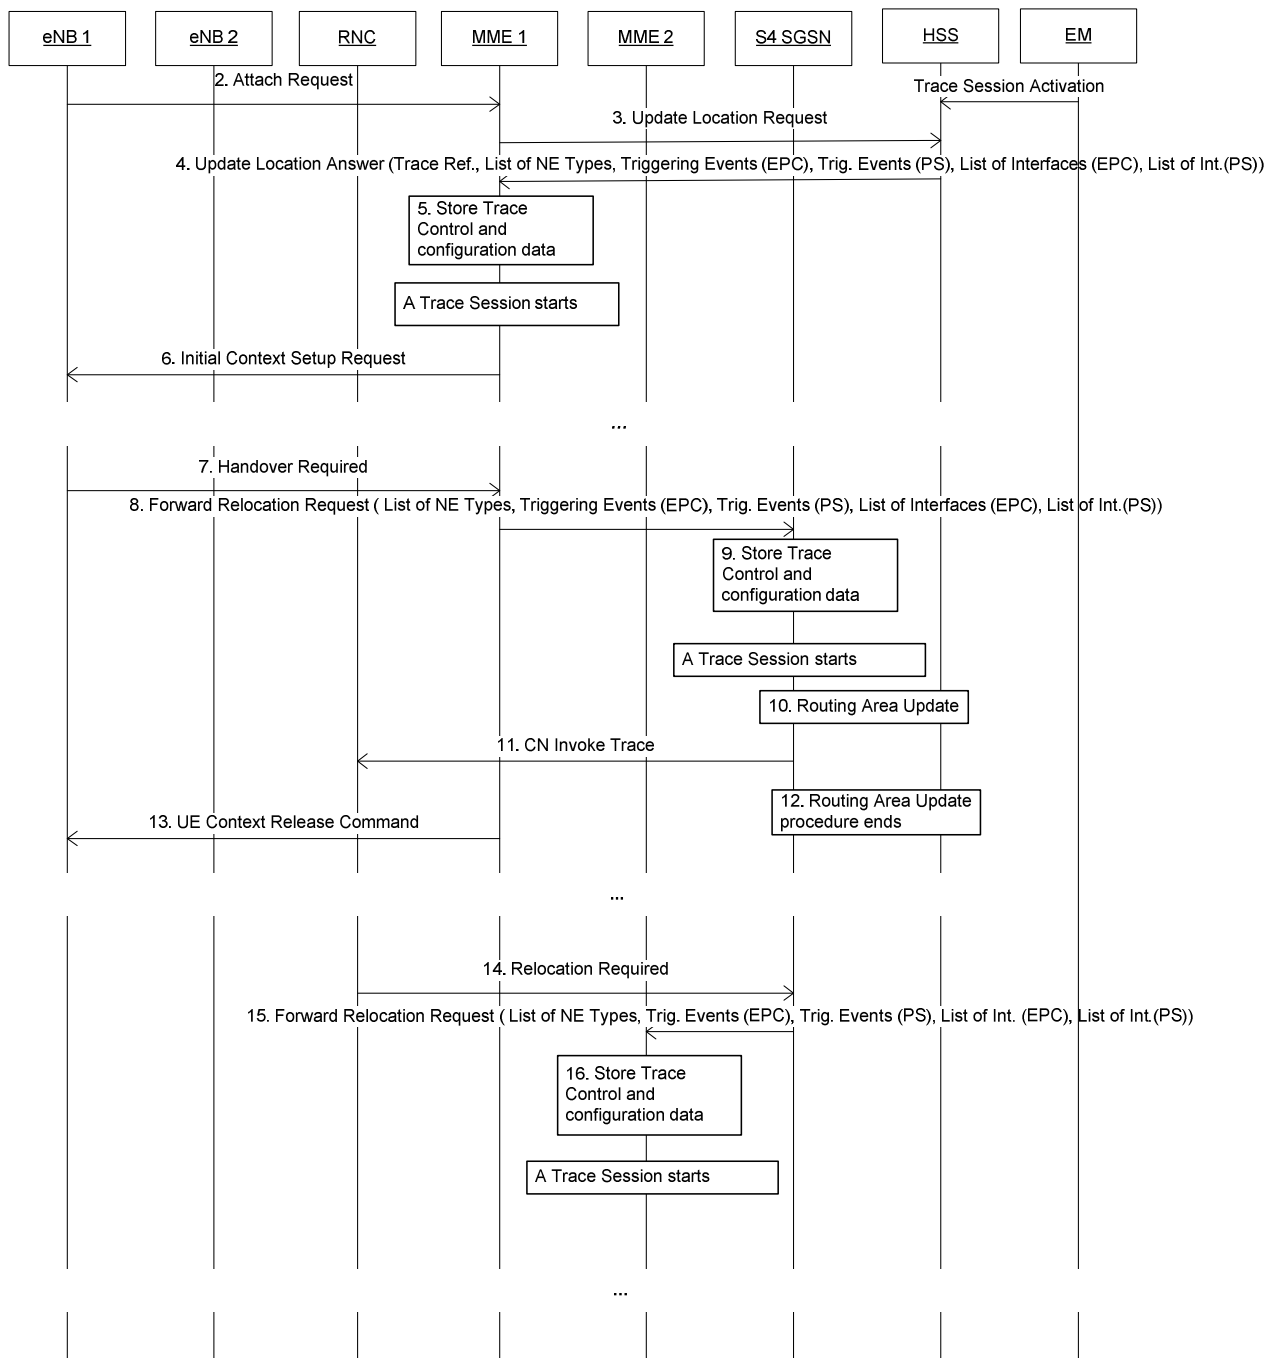 eNB 1
eNB 2
RNC
MME 1
MME 2
S4 SGSN
HSS
EM
2. Attach Request
Trace Session Activation
3. Update Location Request
4. Update Location Answer (Trace Ref., List of NE Types, Triggering Events (EPC), Trig. Events (PS), List of Interfaces (EPC), List of Int.(PS))
5. Store Trace
Control and
configuration data
A Trace Session starts
6. Initial Context Setup Request
...
7. Handover Required
8. Forward Relocation Request ( List of NE Types, Triggering Events (EPC), Trig. Events (PS), List of Interfaces (EPC), List of Int.(PS))
9. Store Trace
Control and
configuration data
A Trace Session starts
10. Routing Area Update
11. CN Invoke Trace
12. Routing Area Update
procedure ends
13. UE Context Release Command
...
14. Relocation Required
15. Forward Relocation Request ( List of NE Types, Trig. Events (EPC), Trig. Events (PS), List of Int. (EPC), List of Int.(PS))
16. Store Trace
Control and
configuration data
A Trace Session starts
...